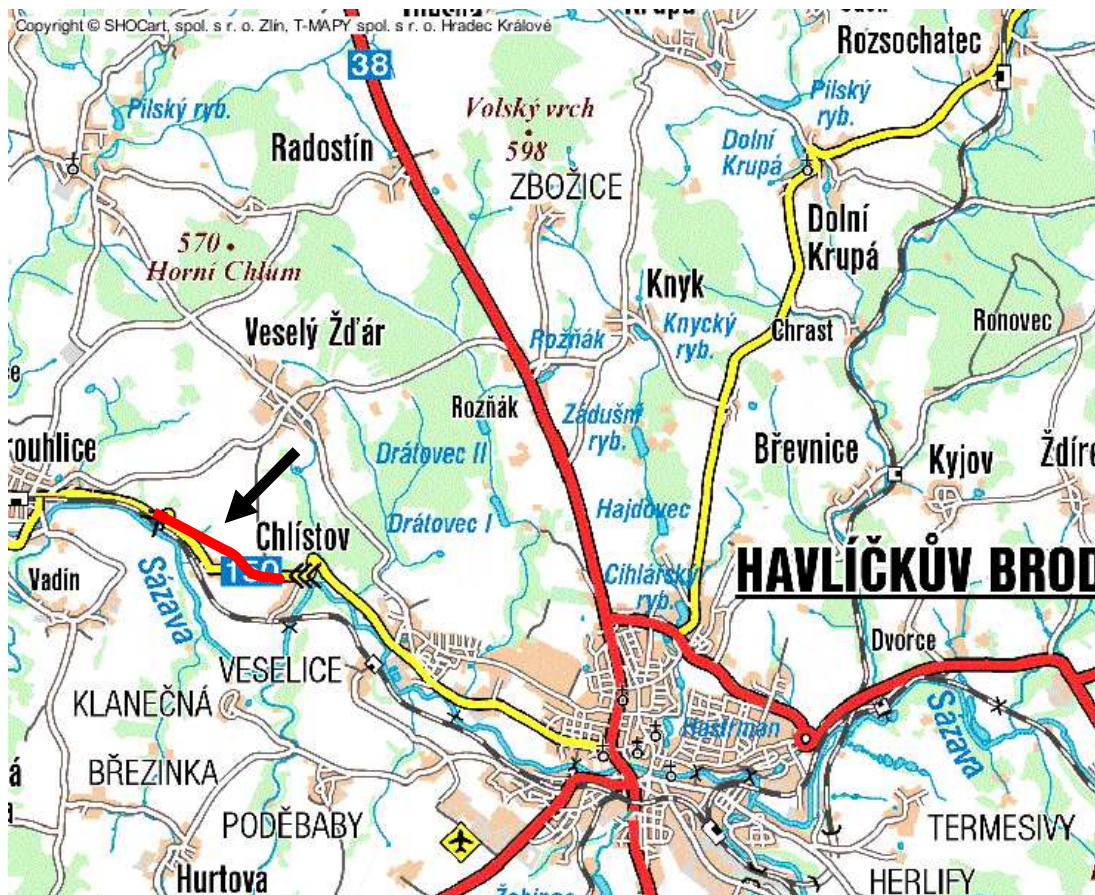 Copyright © SHOCart, spol. s r. o. Zlín, T-MAPY spol. s r. o. Hradec Králové
38
Rozsochatec
Pilský ryb.
Volský vrch
598
Pilský
ryb.
Radostín
ZBOŽICE
Dolní
Krupá
Dolní
Krupá
570
Horní Chlum
Knyk
Veselý Žďár
Rožňák
Knycký
ryb.
Chrast
Ronovec
Rozňák
Zádušní
ryb.
ouhlice
Drátovec II
Břevnice
Kyjov
Ždíre
Drátovec I
Hajdovec
Chlístov
Vadín
Sázava
Cihlářský
ryb.
HAVLÍČKŮV BROD
Dvorce
VESELICE
KLANEČNÁ
Hastrman
Sázava
BŘEZINKA
PODĚBABY
TERMESIVY
Hurtova
HERLIFY